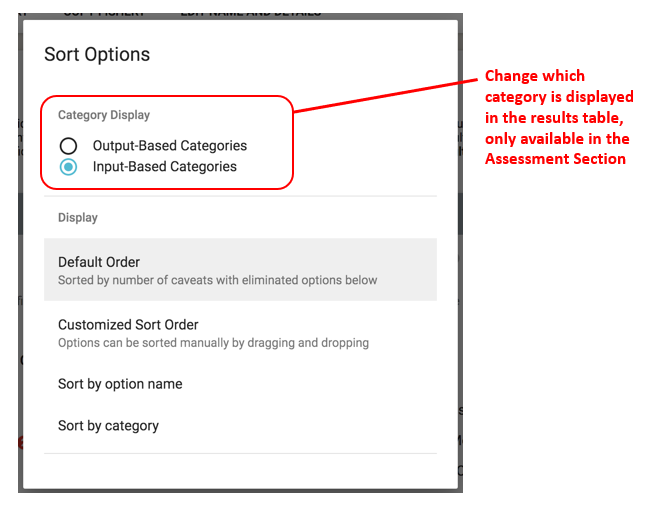 EDIT NAME AND DETAILS
Sort Options
Category Display
Output-Based Categories
Input-Based Categories
Display
Default Order
Sorted by number of caveats with eliminated options below
Customized Sort Order
Options can be sorted manually by dragging and dropping
Sort by option name
Sort by category
Change which
category is displayed
in the results table,
only available in the
Assessment Section